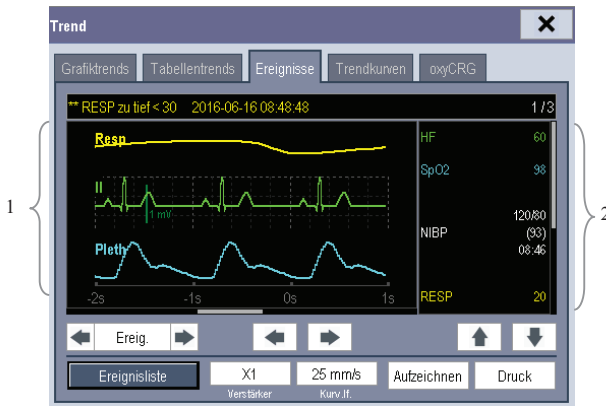 Trend
Grafiktrends Tabellentrends Ereignisse Trendkurven oxyCRG
** RESP zu tief < 30 2016-06-16 08:48:48 1/3
1
2
Resp
II
1 mV
Pleth
-2s -1s 0s 1s
HF 60
SpO2 98
120/80
NIBP (93)
08:46
RESP 20
Ereig.
Ereignisliste X1 25 mm/s Aufzeichnen Druck
Verstärker Kurv.lf.